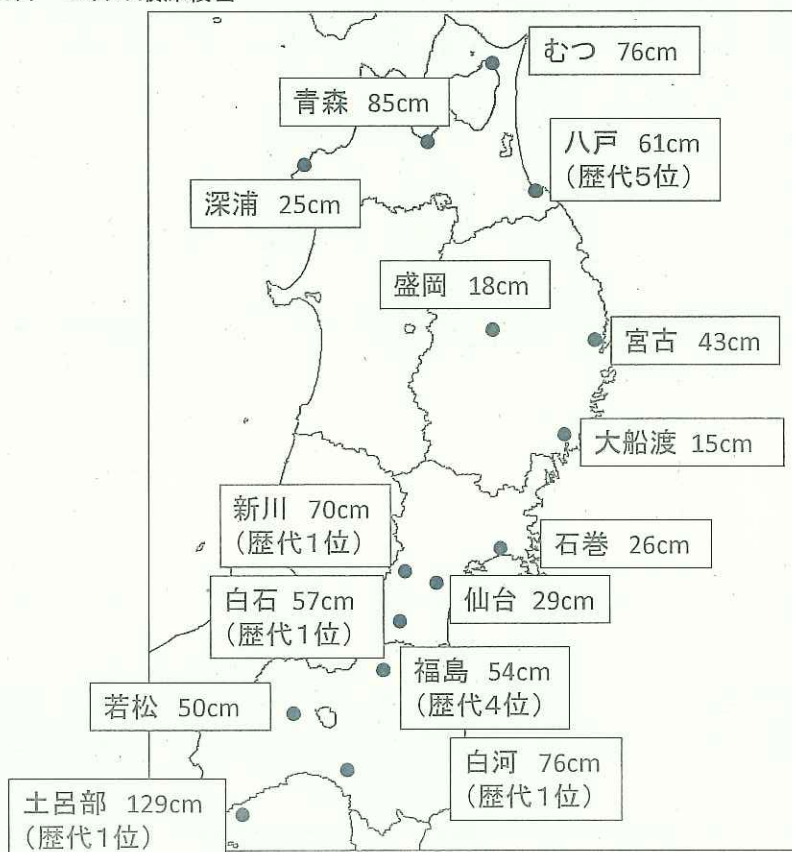 むつ 76cm
青森 85cm
八戸 61cm
(歴代5位)
深浦 25cm
盛岡 18cm
宮古 43cm
大船渡 15cm
新川 70cm
(歴代1位)
石巻 26cm
白石 57cm
(歴代1位)
仙台 29cm
福島 54cm
(歴代4位)
若松 50cm
白河 76cm
(歴代1位)
土呂部 129cm
(歴代1位)